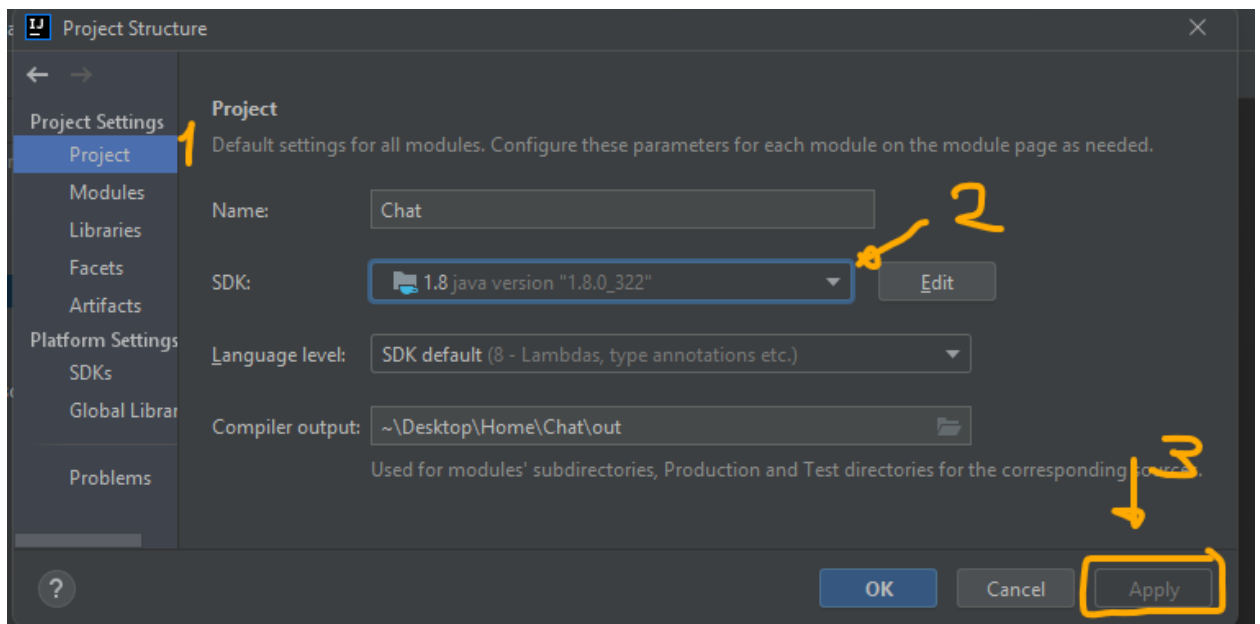 IJ Project Structure
Project Settings
Project
Modules
Libraries
Facets
Artifacts
Platform Settings
SDKs
Global Librar
Problems
1
Project
Default settings for all modules. Configure these parameters for each module on the module page as needed.
Name: Chat
2
SDK: 1.8 java version "1.8.0_322" Edit
Language level: SDK default (8 - Lambdas, type annotations etc.)
Compiler output: ~\Desktop\Home\Chat\out
Used for modules' subdirectories, Production and Test directories for the corresponding sources.
3
? OK Cancel Apply